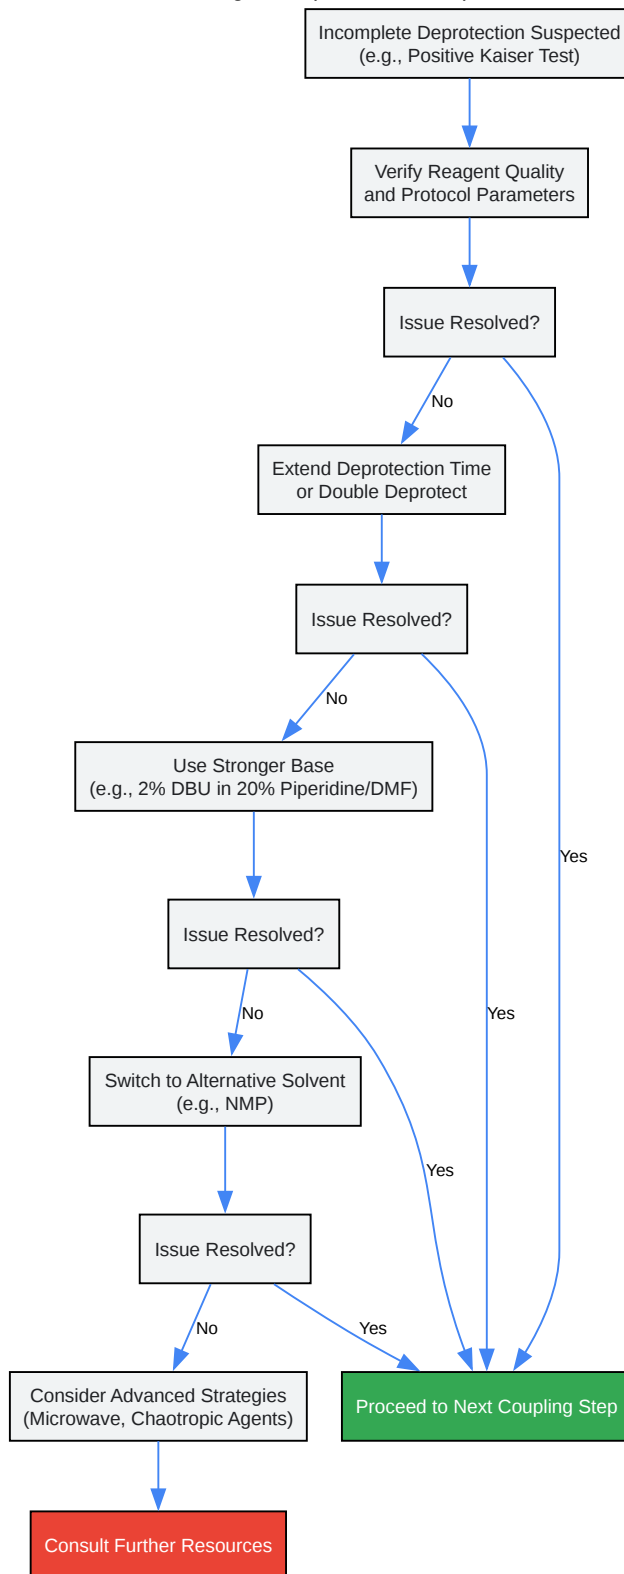 Incomplete Deprotection Suspected
(e.g., Positive Kaiser Test)
Verify Reagent Quality
and Protocol Parameters
Issue Resolved?
No
Extend Deprotection Time
or Double Deprotect
Issue Resolved?
No
Use Stronger Base
(e.g., 2% DBU in 20% Piperidine/DMF)
Yes
Issue Resolved?
No
Yes
Switch to Alternative Solvent
(e.g., NMP)
Yes
Issue Resolved?
No
Yes
Consider Advanced Strategies
(Microwave, Chaotropic Agents)
Proceed to Next Coupling Step
Consult Further Resources